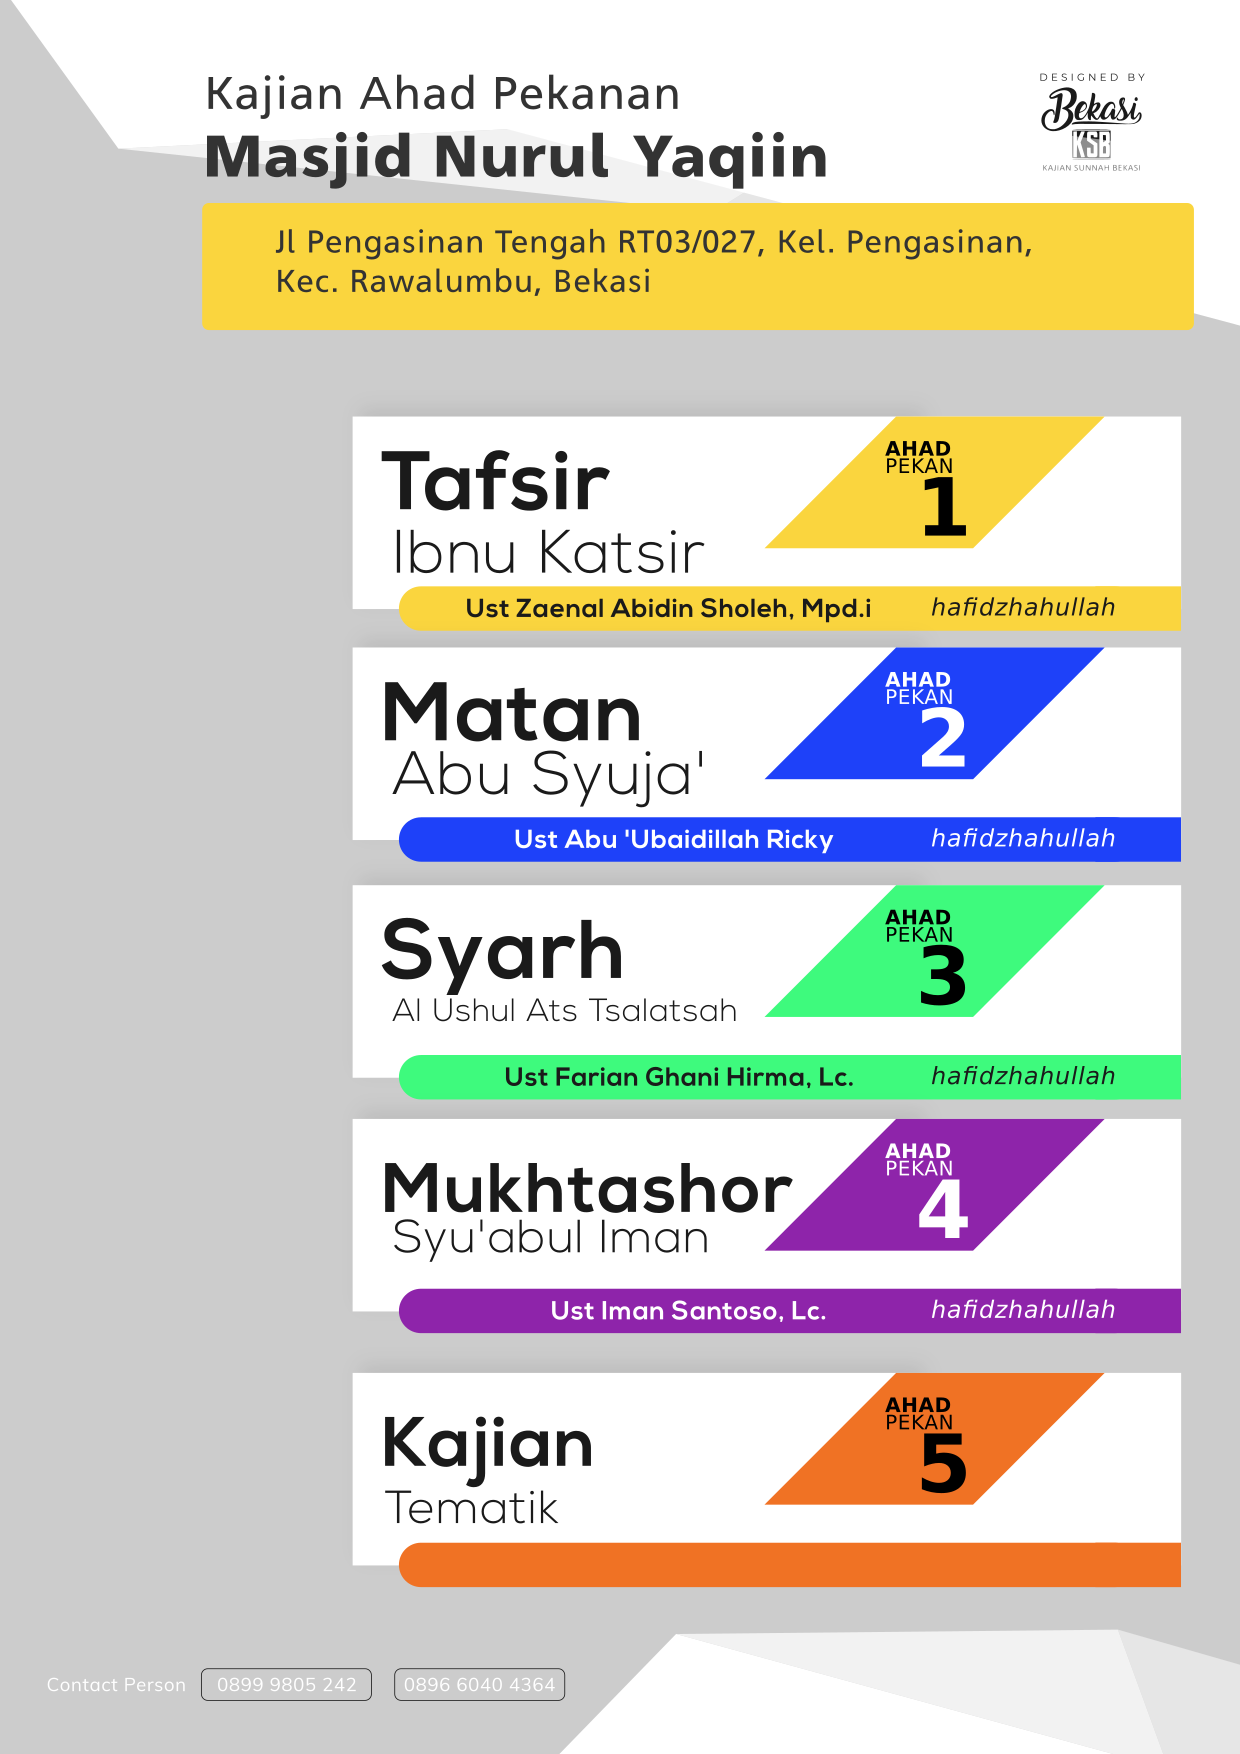 Kajian Ahad Pekanan
Masjid Nurul Yaqiin
DESIGNED BY
Bekasi
KSB
KAJIAN SUNNAH BEKASI
Jl Pengasinan Tengah RT03/027, Kel. Pengasinan,
Kec. Rawalumbu, Bekasi
Tafsir
Ibnu Katsir
AHAD
PEKAN
1
Ust Zaenal Abidin Sholeh, Mpd.i hafidzhahullah
Matan
Abu Syuja'
AHAD
PEKAN
2
Ust Abu 'Ubaidillah Ricky hafidzhahullah
Syarh
Al Ushul Ats Tsalatsah
AHAD
PEKAN
3
Ust Farian Ghani Hirma, Lc. hafidzhahullah
Mukhtashor
Syu'abul Iman
AHAD
PEKAN
4
Ust Iman Santoso, Lc. hafidzhahullah
Kajian
Tematik
AHAD
PEKAN
5
Contact Person 0899 9805 242 0896 6040 4364